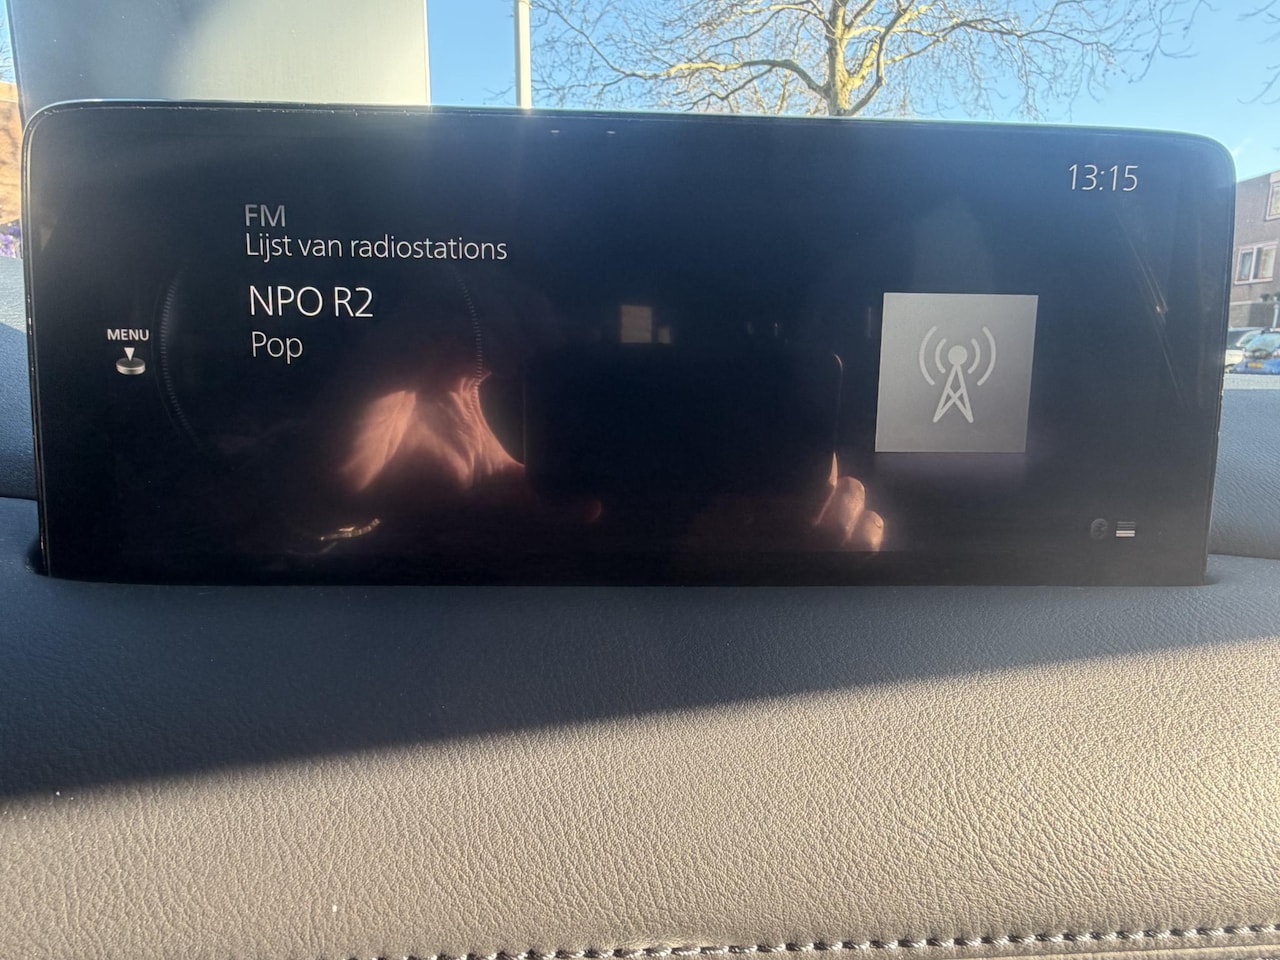 13:15
FM
Lijst van radiostations
NPO R2
Pop
MENU